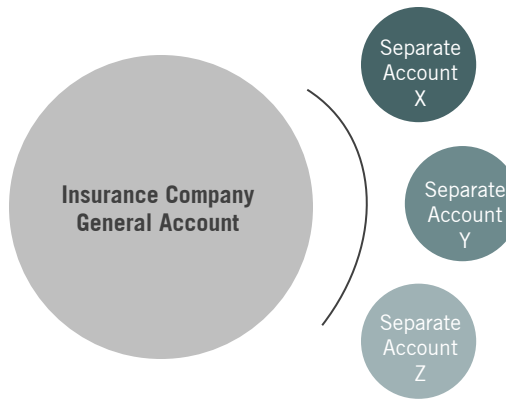 Insurance Company
General Account
Separate
Account
X
Separate
Account
Y
Separate
Account
Z